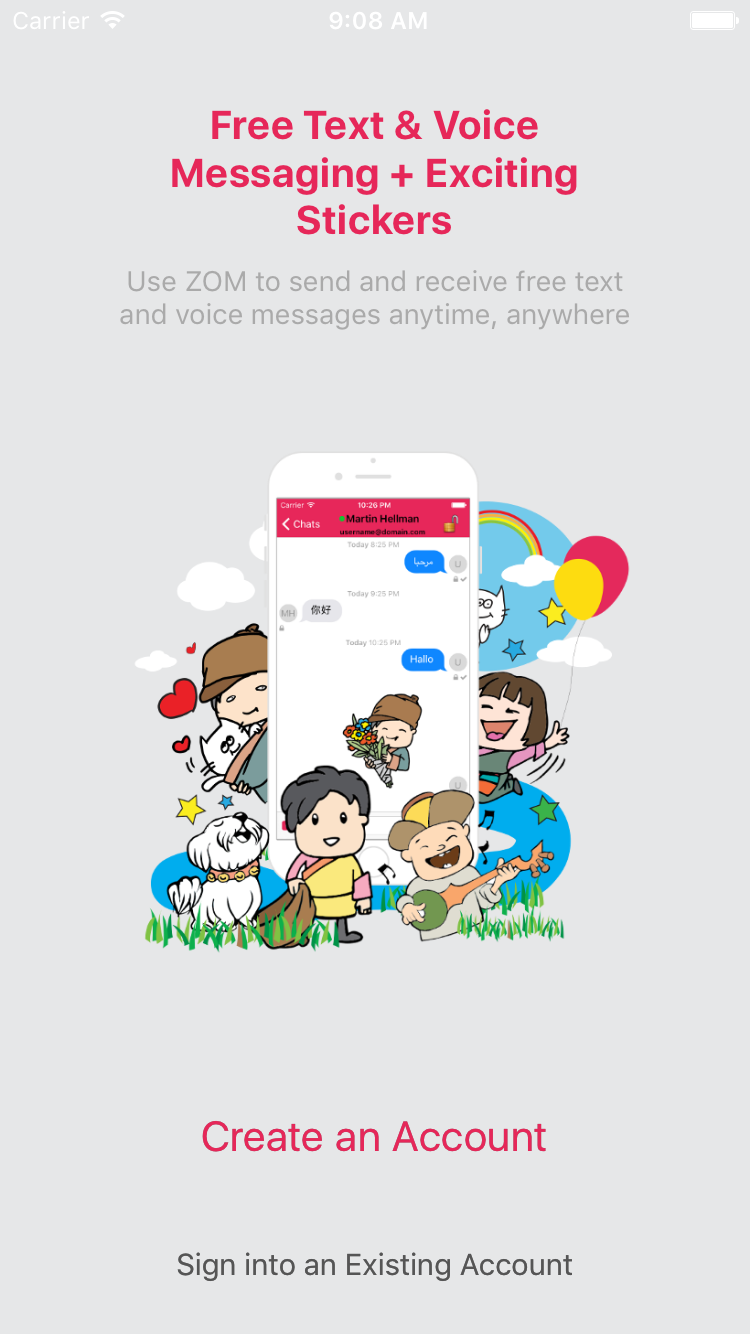 Carrier 9:08 AM
Free Text & Voice
Messaging + Exciting
Stickers
Use ZOM to send and receive free text
and voice messages anytime, anywhere
Carrier 10:26 PM
Chats Martin Hellman
username@domain.com
Today 8:25 PM
مرحبا U
Today 9:25 PM
MH 你好
Today 10:25 PM
Hallo U
U
Create an Account
Sign into an Existing Account